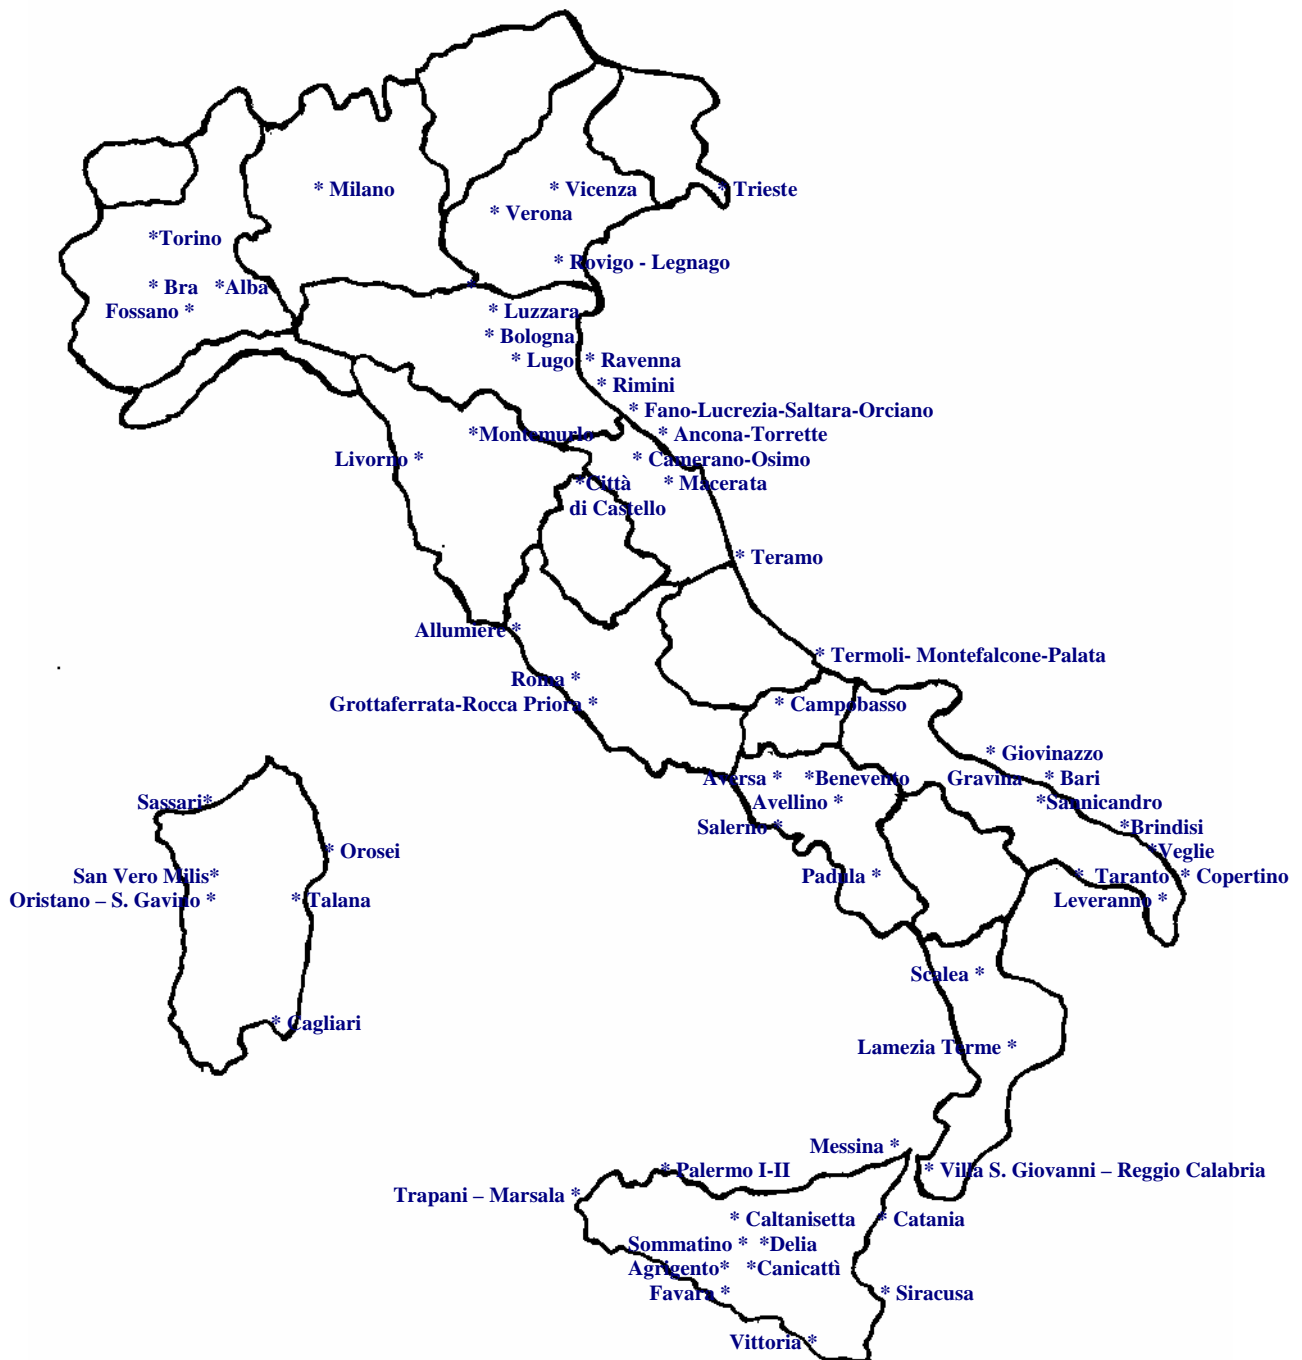 * Milano
* Vicenza
* Trieste
* Verona
*Torino
* Rovigo - Legnago
* Bra
*Alba
Fossano *
*
* Luzzara
* Bologna
* Lugo
* Ravenna
* Rimini
* Fano-Lucrezia-Saltara-Orciano
*Montemurlo
* Ancona-Torrette
Livorno *
* Camerano-Osimo
*Città
di Castello
* Macerata
* Teramo
Allumiere *
* Termoli- Montefalcone-Palata
Roma *
Grottaferrata-Rocca Priora *
* Campobasso
* Giovinazzo
Aversa *
*Benevento
Gravina
* Bari
Sassari*
Avellino *
*Sannicandro
Salerno *
*Brindisi
* Orosei
*Veglie
San Vero Milis*
Padula *
* Taranto
* Copertino
Oristano – S. Gavino *
* Talana
Leveranno *
Scalea *
* Cagliari
Lamezia Terme *
Messina *
* Palermo I-II
* Villa S. Giovanni – Reggio Calabria
Trapani – Marsala *
* Caltanisetta
* Catania
Sommatino *
*Delia
Agrigento*
*Canicattì
Favara *
* Siracusa
Vittoria *